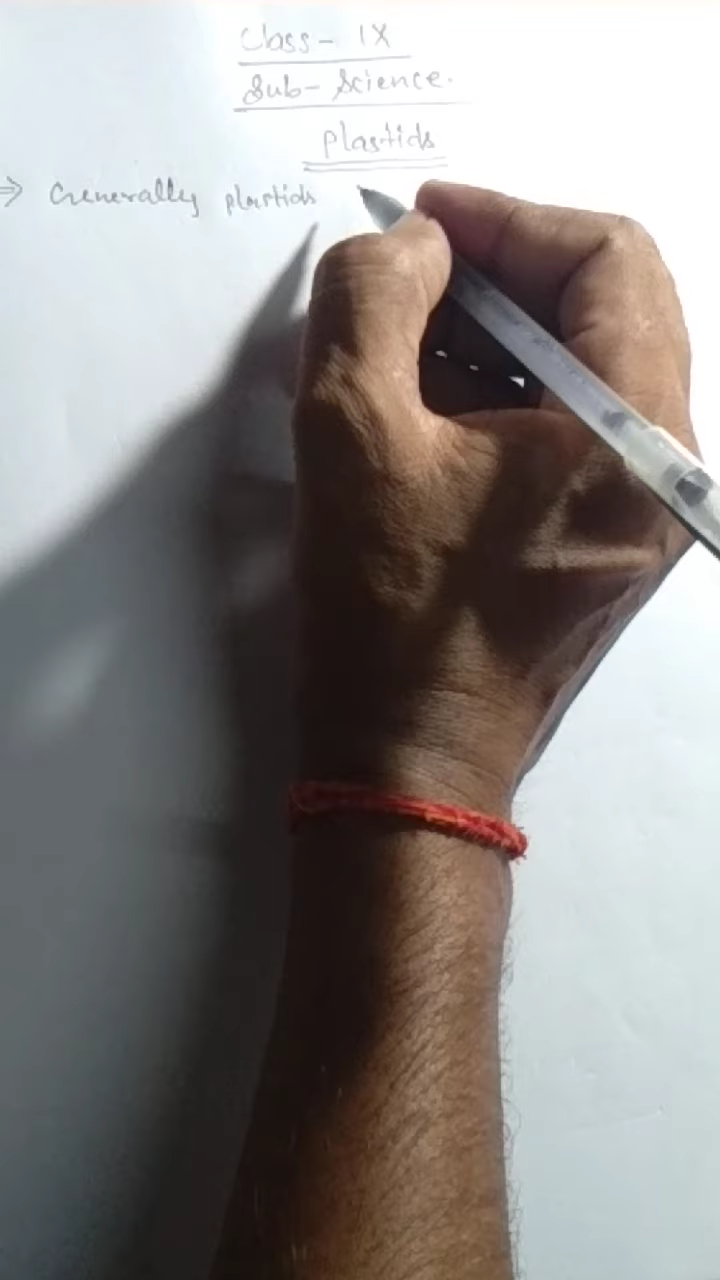 Class - IX
Sub - Science.
Plastids
⇒ Generally plastids